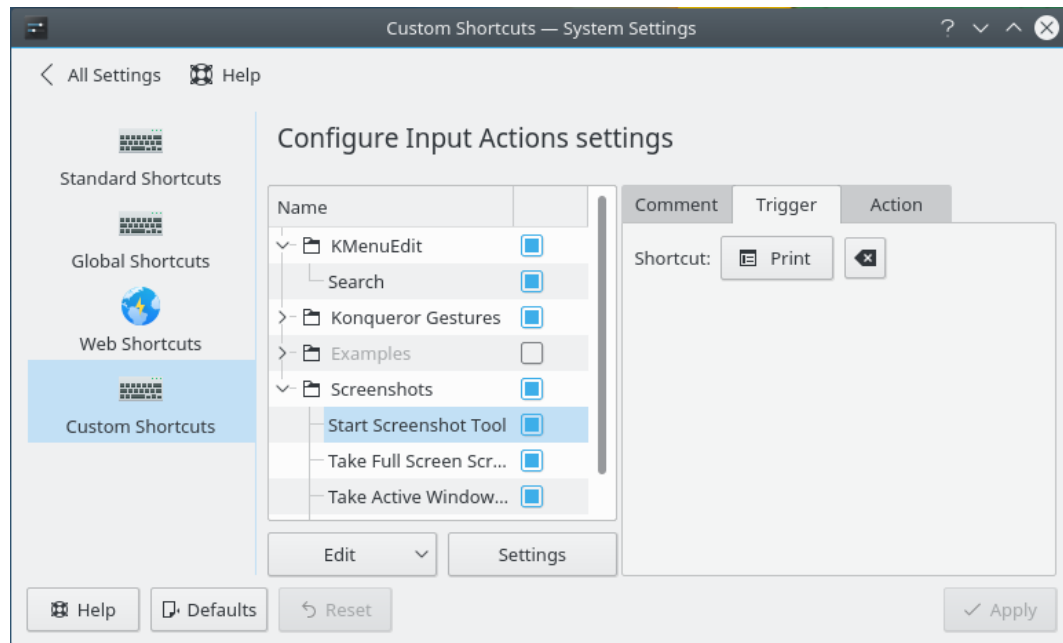 Custom Shortcuts — System Settings
All Settings Help
Configure Input Actions settings
Standard Shortcuts
Global Shortcuts
Web Shortcuts
Custom Shortcuts
Name
KMenuEdit
Search
Konqueror Gestures
Examples
Screenshots
Start Screenshot Tool
Take Full Screen Scr...
Take Active Window...
Edit Settings
Comment Trigger Action
Shortcut: Print
Help Defaults Reset Apply